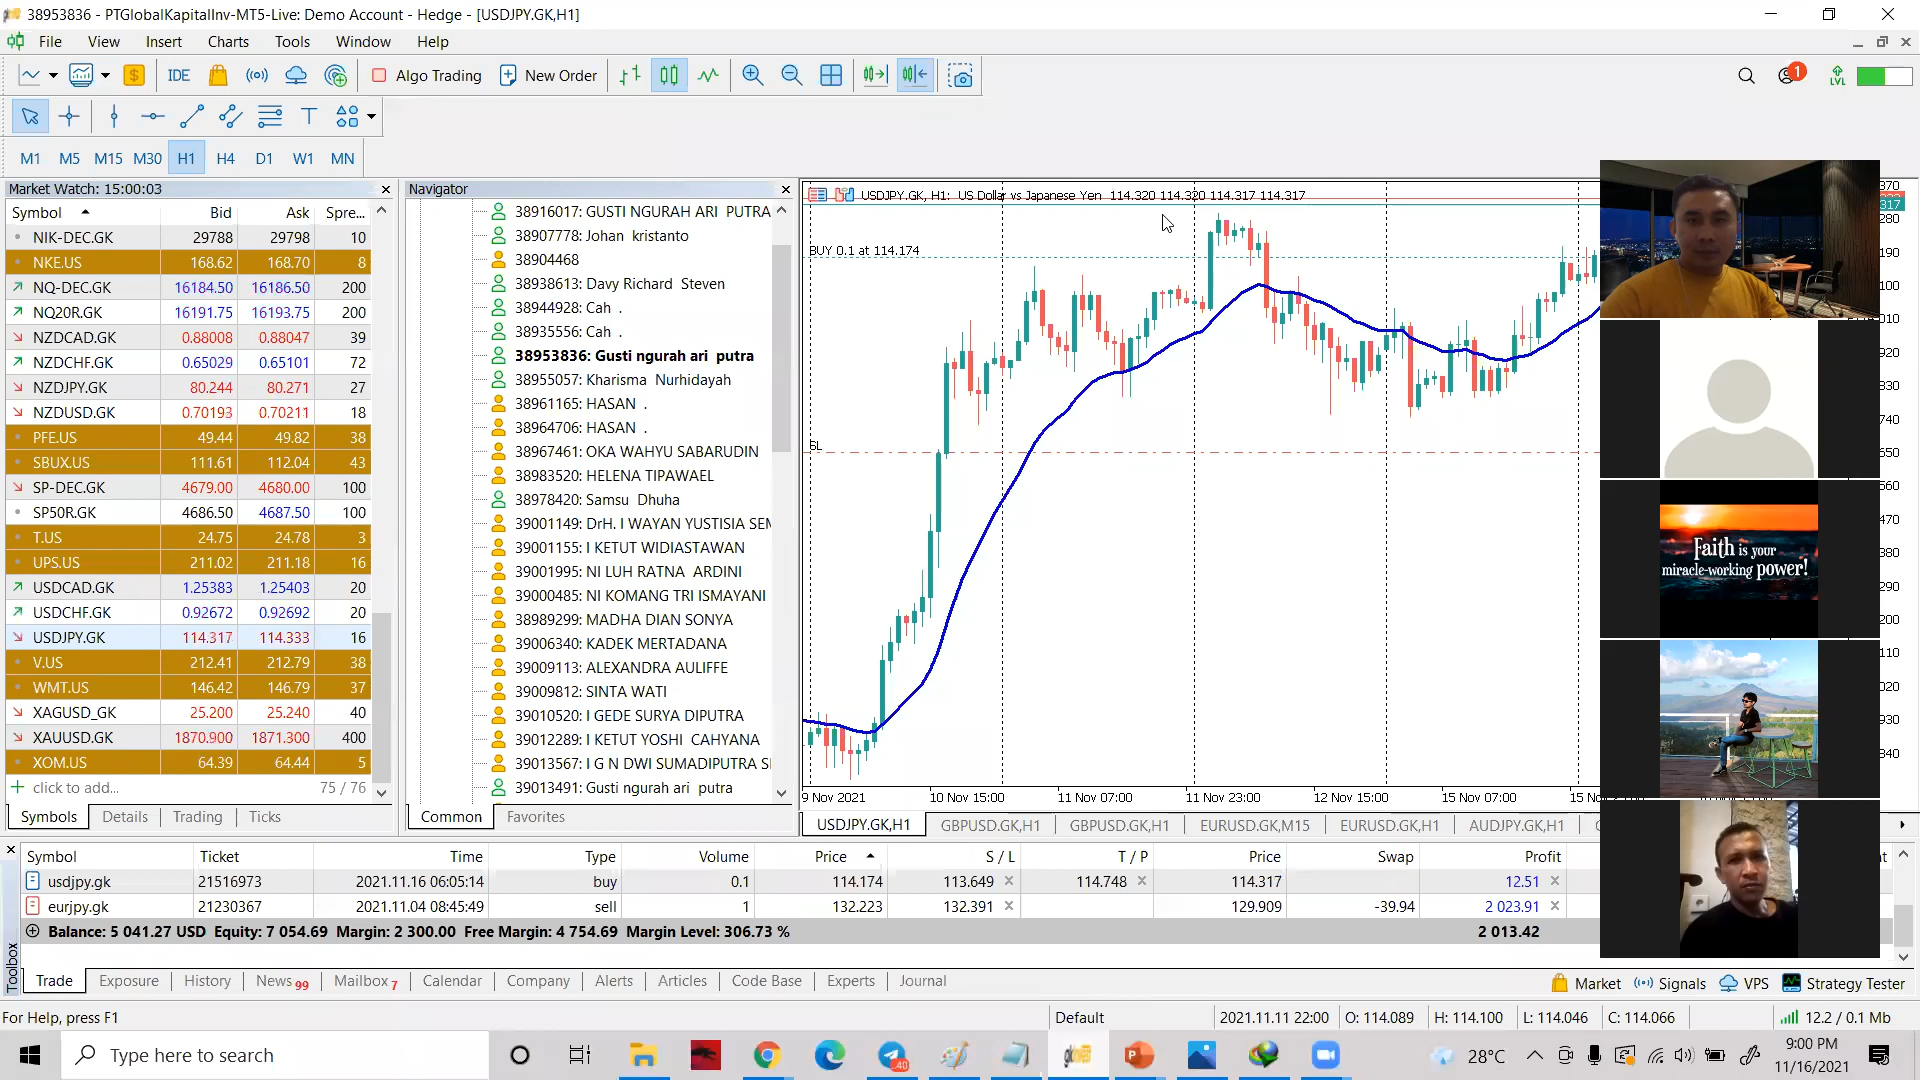 38953836 - PTGlobalKapitalInv-MT5-Live: Demo Account - Hedge - [USDJPY.GK,H1]
File View Insert Charts Tools Window Help
IDE Algo Trading New Order 1 LVL
T
M1 M5 M15 M30 H1 H4 D1 W1 MN
Market Watch: 15:00:03
Symbol Bid Ask Spre...
NIK-DEC.GK 29788 29798 10
NKE.US 168.62 168.70 8
NQ-DEC.GK 16184.50 16186.50 200
NQ20R.GK 16191.75 16193.75 200
NZDCAD.GK 0.88008 0.88047 39
NZDCHF.GK 0.65029 0.65101 72
NZDJPY.GK 80.244 80.271 27
NZDUSD.GK 0.70193 0.70211 18
PFE.US 49.44 49.82 38
SBUX.US 111.61 112.04 43
SP-DEC.GK 4679.00 4680.00 100
SP50R.GK 4686.50 4687.50 100
T.US 24.75 24.78 3
UPS.US 211.02 211.18 16
USDCAD.GK 1.25383 1.25403 20
USDCHF.GK 0.92672 0.92692 20
USDJPY.GK 114.317 114.333 16
V.US 212.41 212.79 38
WMT.US 146.42 146.79 37
XAGUSD_GK 25.200 25.240 40
XAUUSD.GK 1870.900 1871.300 400
XOM.US 64.39 64.44 5
click to add... 75 / 76
Symbols Details Trading Ticks
Navigator
38916017: GUSTI NGURAH ARI PUTRA
38907778: Johan kristanto
38904468
38938613: Davy Richard Steven
38944928: Cah .
38935556: Cah .
38953836: Gusti ngurah ari putra
38955057: Kharisma Nurhidayah
38961165: HASAN .
38964706: HASAN .
38967461: OKA WAHYU SABARUDIN
38983520: HELENA TIPAWAEL
38978420: Samsu Dhuha
39001149: DrH. I WAYAN YUSTISIA SEM
39001155: I KETUT WIDIASTAWAN
39001995: NI LUH RATNA ARDINI
39000485: NI KOMANG TRI ISMAYANI
38989299: MADHA DIAN SONYA
39006340: KADEK MERTADANA
39009113: ALEXANDRA AULIFFE
39009812: SINTA WATI
39010520: I GEDE SURYA DIPUTRA
39012289: I KETUT YOSHI CAHYANA
39013567: I G N DWI SUMADIPUTRA S
39013491: Gusti ngurah ari putra
Common Favorites
USDJPY.GK, H1: US Dollar vs Japanese Yen 114.320 114.320 114.317 114.317
BUY 0.1 at 114.174
SL
370
317
280
190
100
010
920
830
740
650
560
470
380
290
200
110
020
930
840
9 Nov 2021 10 Nov 15:00 11 Nov 07:00 11 Nov 23:00 12 Nov 15:00 15 Nov 07:00 15 Nov
USDJPY.GK,H1 GBPUSD.GK,H1 GBPUSD.GK,H1 EURUSD.GK,M15 EURUSD.GK,H1 AUDJPY.GK,H1
Faith is your
miracle-working power!
Symbol Ticket Time Type Volume Price S / L T / P Price Swap Profit
usdjpy.gk 21516973 2021.11.16 06:05:14 buy 0.1 114.174 113.649 114.748 114.317 12.51
eurjpy.gk 21230367 2021.11.04 08:45:49 sell 1 132.223 132.391 129.909 -39.94 2 023.91
Balance: 5 041.27 USD Equity: 7 054.69 Margin: 2 300.00 Free Margin: 4 754.69 Margin Level: 306.73 % 2 013.42
Toolbox
Trade Exposure History News 99 Mailbox 7 Calendar Company Alerts Articles Code Base Experts Journal
Market Signals VPS Strategy Tester
For Help, press F1 Default 2021.11.11 22:00 O: 114.089 H: 114.100 L: 114.046 C: 114.066 12.2 / 0.1 Mb
Type here to search 40 28°C 9:00 PM
11/16/2021